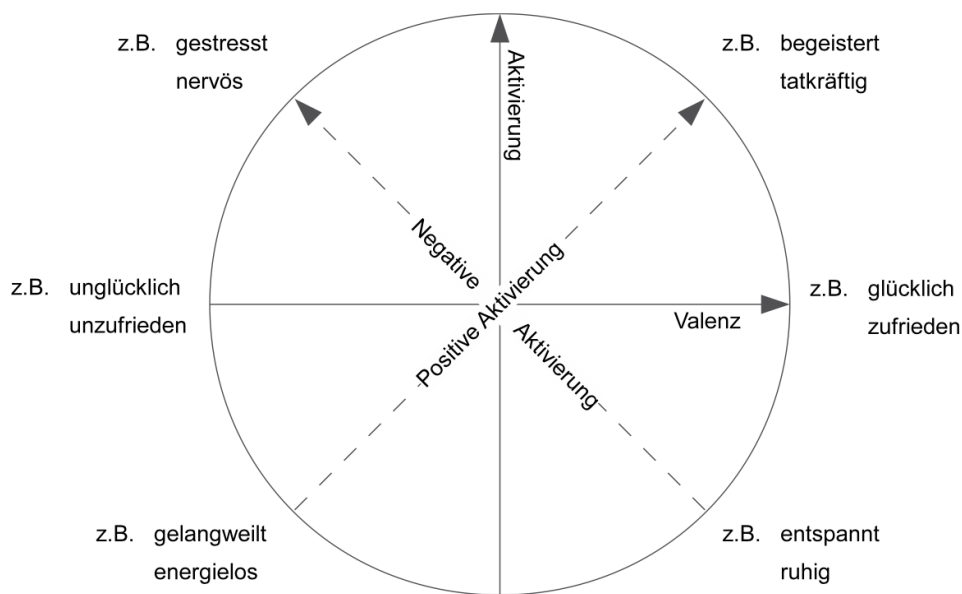 z.B. gestresst
nervös
Aktivierung
z.B. begeistert
tatkräftig
Negative
Positive Aktivierung
Aktivierung
z.B. unglücklich
unzufrieden
Valenz
z.B. glücklich
zufrieden
z.B. gelangweilt
energielos
z.B. entspannt
ruhig